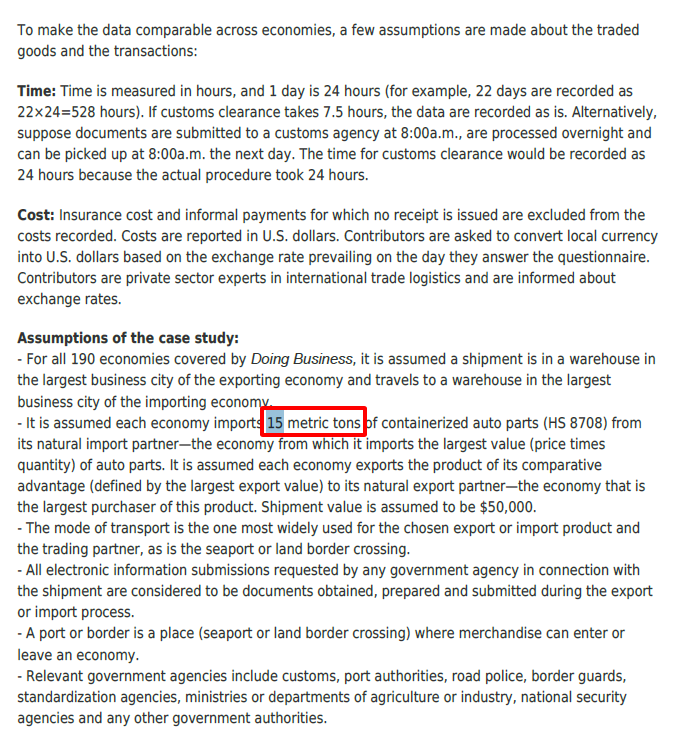 To make the data comparable across economies, a few assumptions are made about the traded
goods and the transactions:
Time: Time is measured in hours, and 1 day is 24 hours (for example, 22 days are recorded as
22×24=528 hours). If customs clearance takes 7.5 hours, the data are recorded as is. Alternatively,
suppose documents are submitted to a customs agency at 8:00a.m., are processed overnight and
can be picked up at 8:00a.m. the next day. The time for customs clearance would be recorded as
24 hours because the actual procedure took 24 hours.
Cost: Insurance cost and informal payments for which no receipt is issued are excluded from the
costs recorded. Costs are reported in U.S. dollars. Contributors are asked to convert local currency
into U.S. dollars based on the exchange rate prevailing on the day they answer the questionnaire.
Contributors are private sector experts in international trade logistics and are informed about
exchange rates.
Assumptions of the case study:
- For all 190 economies covered by Doing Business, it is assumed a shipment is in a warehouse in
the largest business city of the exporting economy and travels to a warehouse in the largest
business city of the importing economy.
- It is assumed each economy imports 15 metric tons of containerized auto parts (HS 8708) from
its natural import partner—the economy from which it imports the largest value (price times
quantity) of auto parts. It is assumed each economy exports the product of its comparative
advantage (defined by the largest export value) to its natural export partner—the economy that is
the largest purchaser of this product. Shipment value is assumed to be $50,000.
- The mode of transport is the one most widely used for the chosen export or import product and
the trading partner, as is the seaport or land border crossing.
- All electronic information submissions requested by any government agency in connection with
the shipment are considered to be documents obtained, prepared and submitted during the export
or import process.
- A port or border is a place (seaport or land border crossing) where merchandise can enter or
leave an economy.
- Relevant government agencies include customs, port authorities, road police, border guards,
standardization agencies, ministries or departments of agriculture or industry, national security
agencies and any other government authorities.